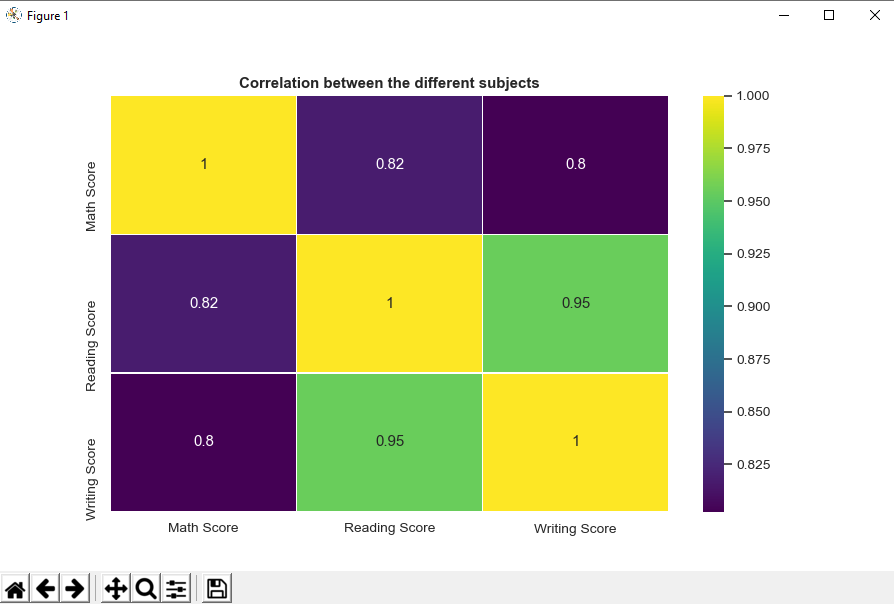 Figure 1
Correlation between the different subjects
Math Score
1
0.82
0.8
Reading Score
0.82
1
0.95
Writing Score
0.8
0.95
1
Math Score
Reading Score
Writing Score
1.000
0.975
0.950
0.925
0.900
0.875
0.850
0.825